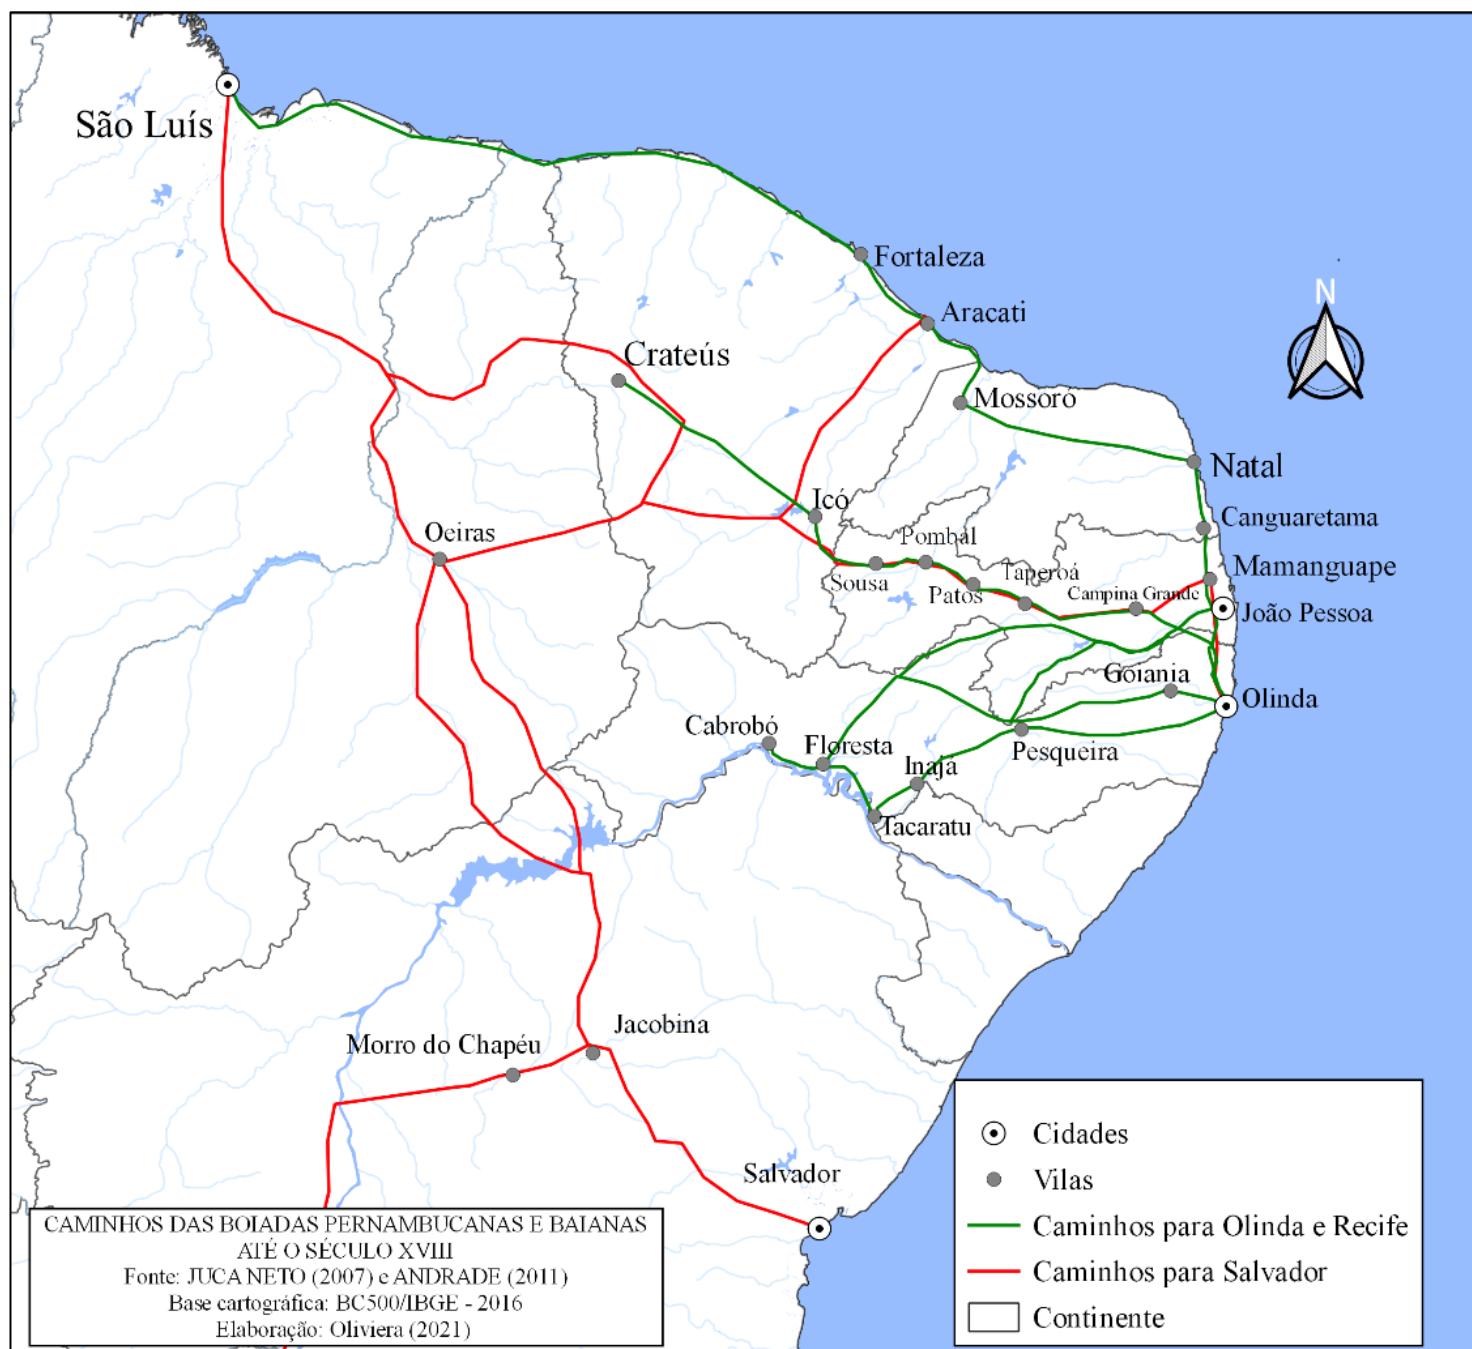 São Luís
Fortaleza
Aracati
N
Crateús
Mossoró
Natal
Icó
Canguaretama
Oeiras
Pombal
Mamanguape
Sousa
Taperoá
Patos
Campina Grande
João Pessoa
Goiania
Olinda
Cabrobó
Floresta
Pesqueira
Inajá
Tacaratu
Jacobina
Morro do Chapéu
Salvador
Cidades
Vilas
Caminhos para Olinda e Recife
Caminhos para Salvador
Continente
CAMINHOS DAS BOIADAS PERNAMBUCANAS E BAIANAS
ATÉ O SÉCULO XVIII
Fonte: JUCA NETO (2007) e ANDRADE (2011)
Base cartográfica: BC500/IBGE - 2016
Elaboração: Oliviera (2021)